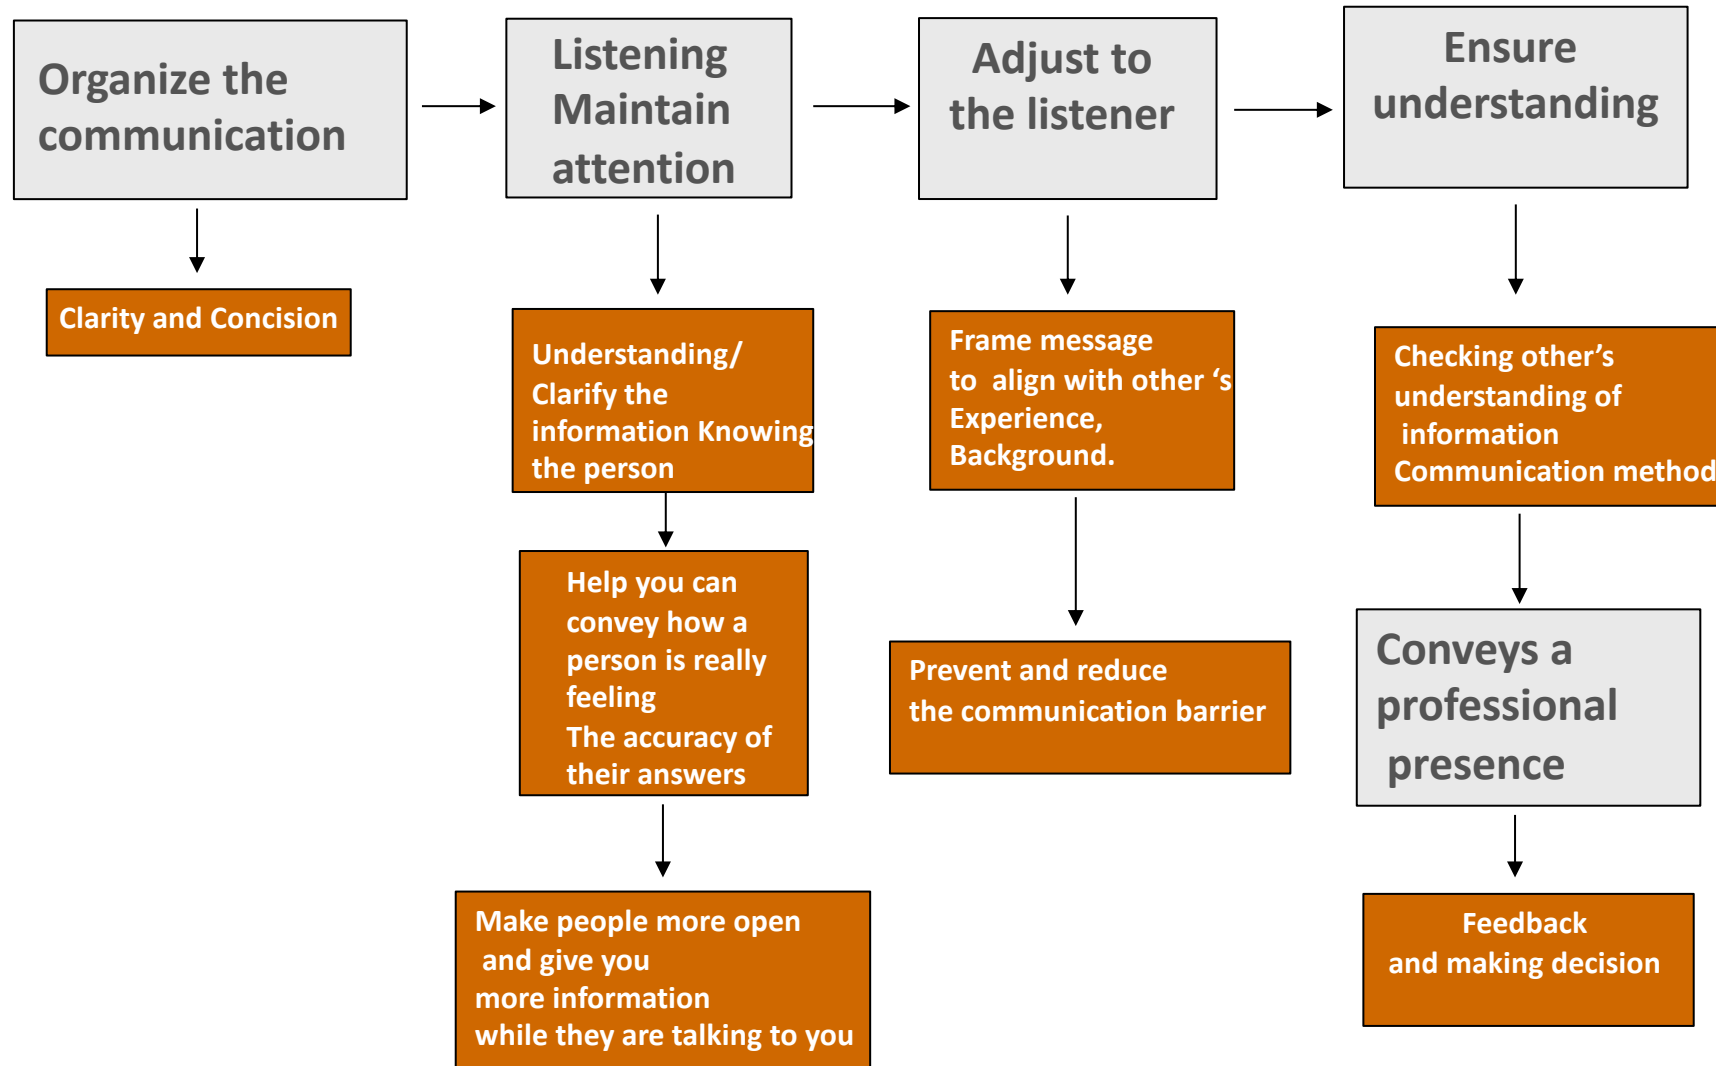 Organize the
communication
Listening
Maintain
attention
Adjust to
the listener
Ensure
understanding
Clarity and Concision
Understanding/
Clarify the
information Knowing
the person
Frame message
to  align with other ‘s
Experience,
Background.
Checking other’s
understanding of
information
Communication method
Help you can
convey how a
person is really
feeling
The accuracy of
their answers
Prevent and reduce
the communication barrier
Conveys a
professional
presence
Make people more open
and give you
more information
while they are talking to you
Feedback
and making decision